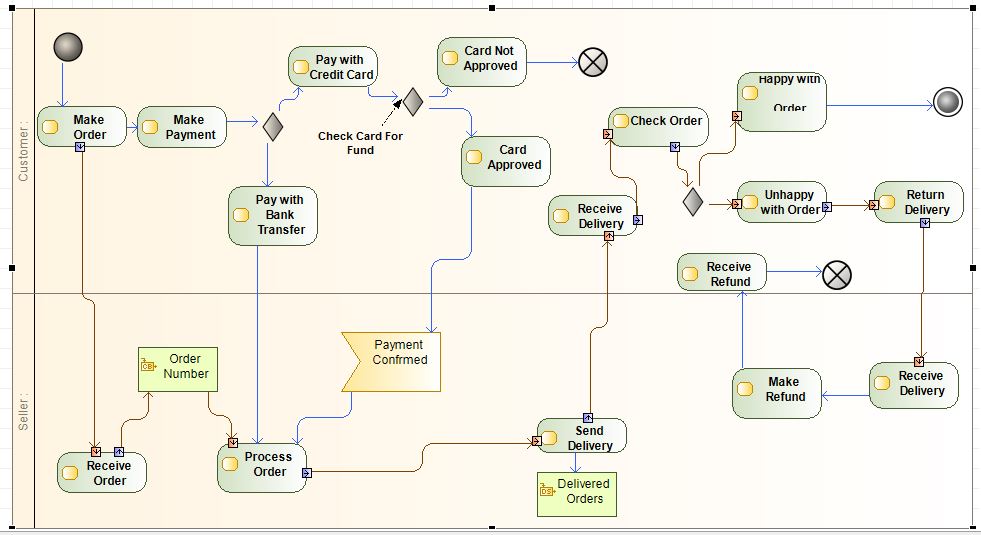 Customer :
Make
Order
Make
Payment
Pay with
Credit Card
Check Card For
Fund
Card Not
Approved
Card
Approved
Pay with
Bank
Transfer
Check Order
Happy with
Order
Receive
Delivery
Unhappy
with Order
Return
Delivery
Receive
Refund
Seller :
Order
Number
CB
Payment
Confrmed
Make
Refund
Receive
Delivery
Receive
Order
Process
Order
Send
Delivery
Delivered
Orders
DS